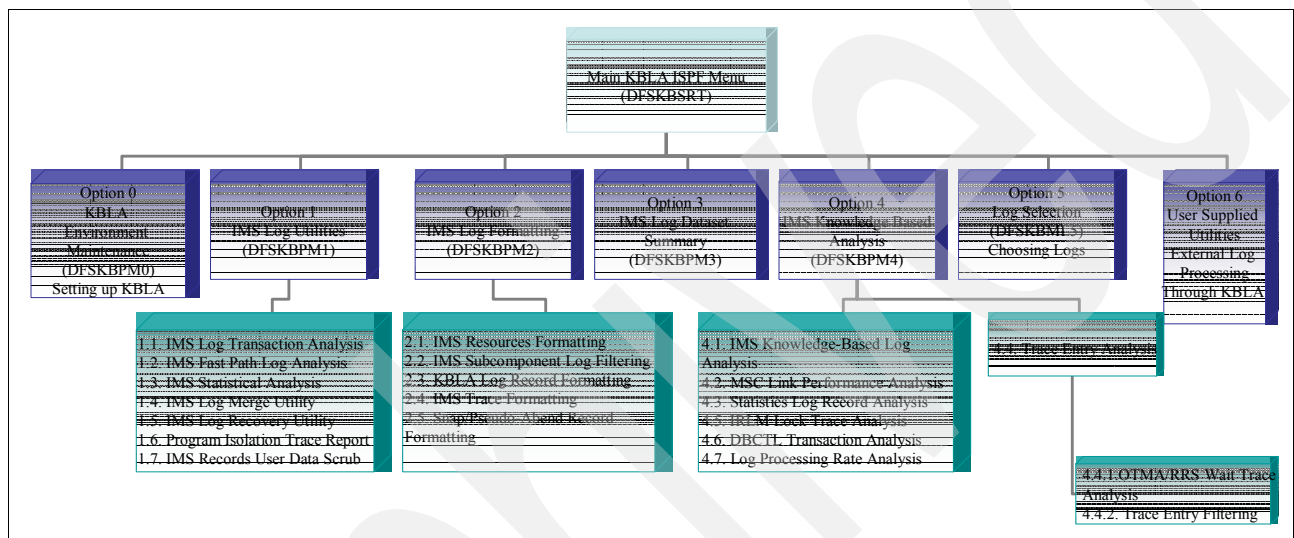 Main KBLA ISPF Menu
(DFSKBSRT)
Option 0
KBLA
Environment
Maintenance
(DFSKBPM0)
Setting up KBLA
Option 1
IMS Log Utilities
(DFSKBPM1)
Option 2
IMS Log Formatting
(DFSKBPM2)
Option 3
IMS Log Dataset
Summary
(DFSKBPM3)
Option 4
IMS Knowledge Based
Analysis
(DFSKBPM4)
Option 5
Log Selection
(DFSKBML5)
Choosing Logs
Option 6
User Supplied
Utilities
External Log
Processing
Through KBLA
1.1. IMS Log Transaction Analysis
1.2. IMS Fast Path Log Analysis
1.3. IMS Statistical Analysis
1.4. IMS Log Merge Utility
1.5. IMS Log Recovery Utility
1.6. Program Isolation Trace Report
1.7. IMS Records User Data Scrub
2.1. IMS Resources Formatting
2.2. IMS Subcomponent Log Filtering
2.3. KBLA Log Record Formatting
2.4. IMS Trace Formatting
2.5. Snap/Pseudo-Abend Record
Formatting
4.1. IMS Knowledge-Based Log
Analysis
4.2. MSC Link Performance Analysis
4.3. Statistics Log Record Analysis
4.5. IRLM Lock Trace Analysis
4.6. DBCTL Transaction Analysis
4.7. Log Processing Rate Analysis
4.4. Trace Entry Analysis
4.4.1.OTMA/RRS Wait Trace
Analysis
4.4.2. Trace Entry Filtering